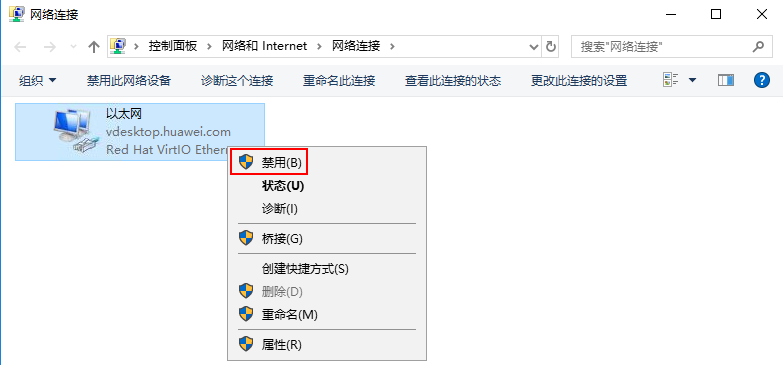 网络连接
控制面板 › 网络和 Internet › 网络连接 ›
搜索"网络连接"
组织 禁用此网络设备 诊断这个连接 重命名此连接 查看此连接的状态 更改此连接的设置
以太网
vdesktop.huawei.com
Red Hat VirtIO Ether
禁用(B)
状态(U)
诊断(I)
桥接(G)
创建快捷方式(S)
删除(D)
重命名(M)
属性(R)